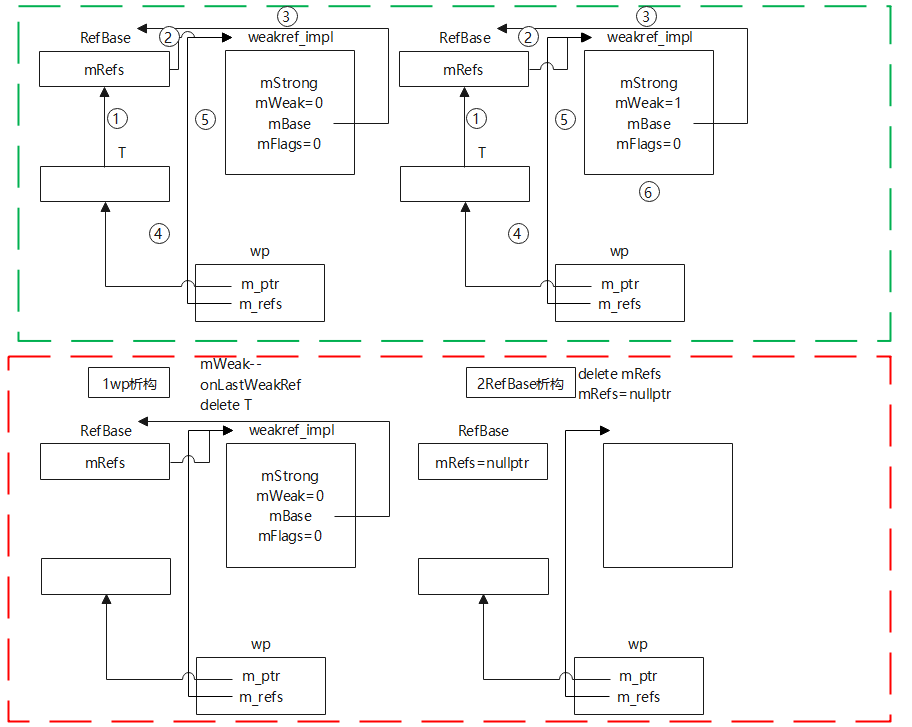 ③
RefBase
②
weakref_impl
mRefs
mStrong
mWeak=0
mBase
mFlags=0
①
⑤
T
④
wp
m_ptr
m_refs
③
RefBase
②
weakref_impl
mRefs
mStrong
mWeak=1
mBase
mFlags=0
①
⑤
T
⑥
④
wp
m_ptr
m_refs
1wp析构
mWeak--
onLastWeakRef
delete T
RefBase
weakref_impl
mRefs
mStrong
mWeak=0
mBase
mFlags=0
wp
m_ptr
m_refs
2RefBase析构
delete mRefs
mRefs=nullptr
RefBase
mRefs=nullptr
wp
m_ptr
m_refs